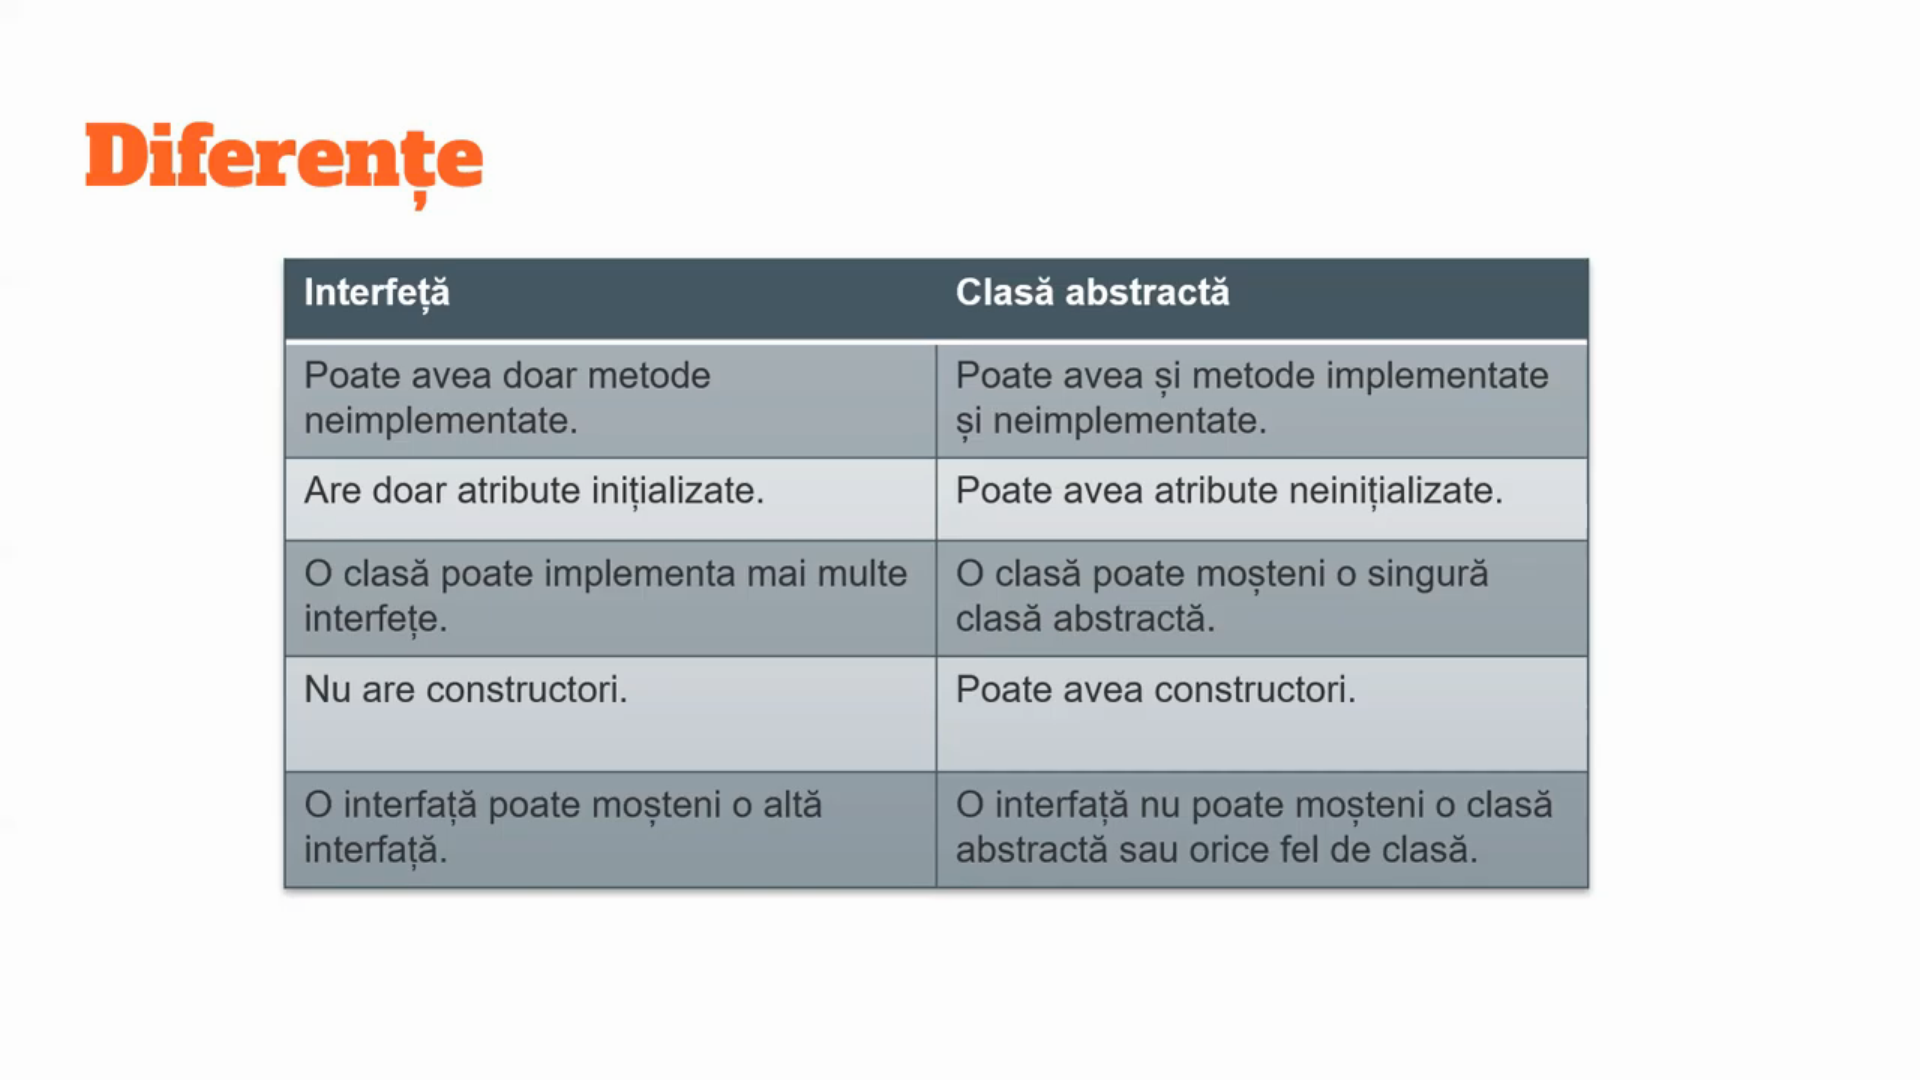 Diferențe
Interfeță
Clasă abstractă
Poate avea doar metode
neimplementate.
Poate avea și metode implementate
și neimplementate.
Are doar atribute inițializate.
Poate avea atribute neinițializate.
O clasă poate implementa mai multe
interfețe.
O clasă poate moșteni o singură
clasă abstractă.
Nu are constructori.
Poate avea constructori.
O interfață poate moșteni o altă
interfață.
O interfață nu poate moșteni o clasă
abstractă sau orice fel de clasă.